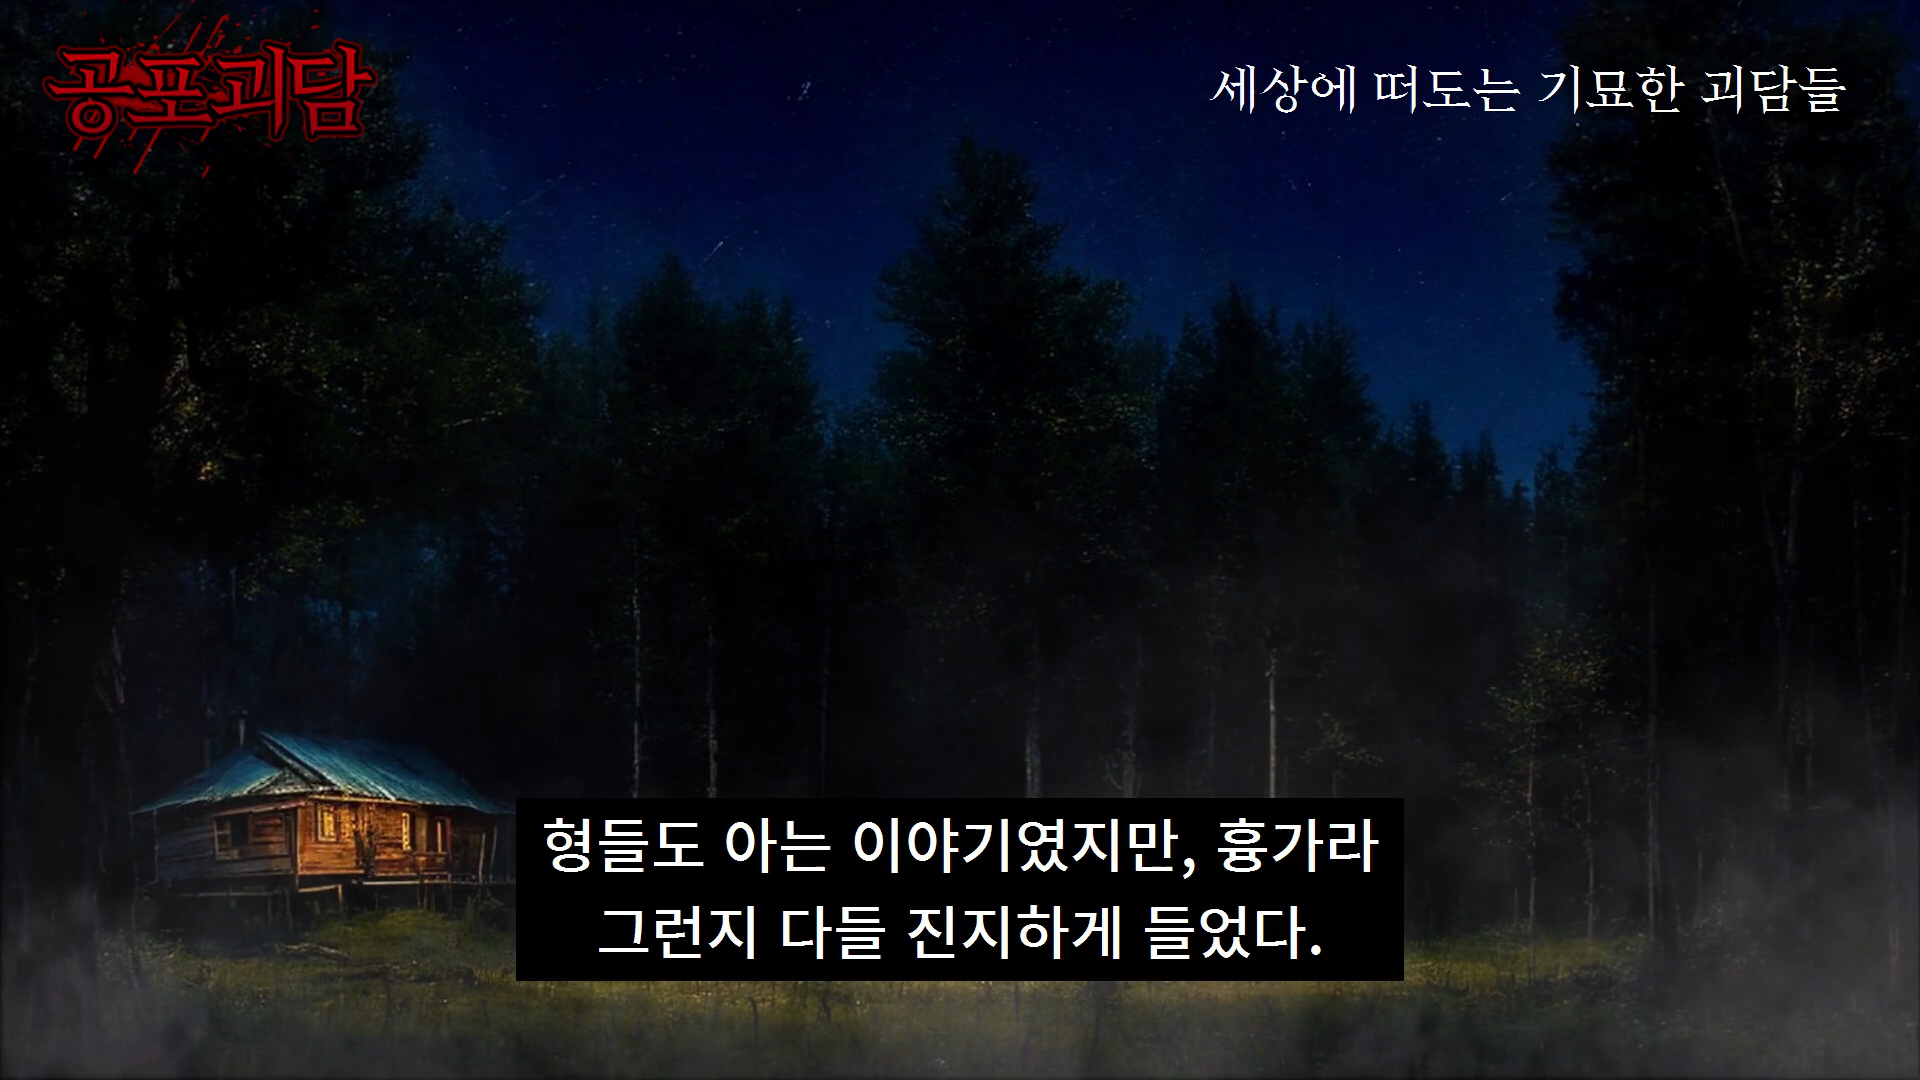 공포괴담
세상에 떠도는 기묘한 괴담들
형들도 아는 이야기였지만, 흉가라
그런지 다들 진지하게 들었다.